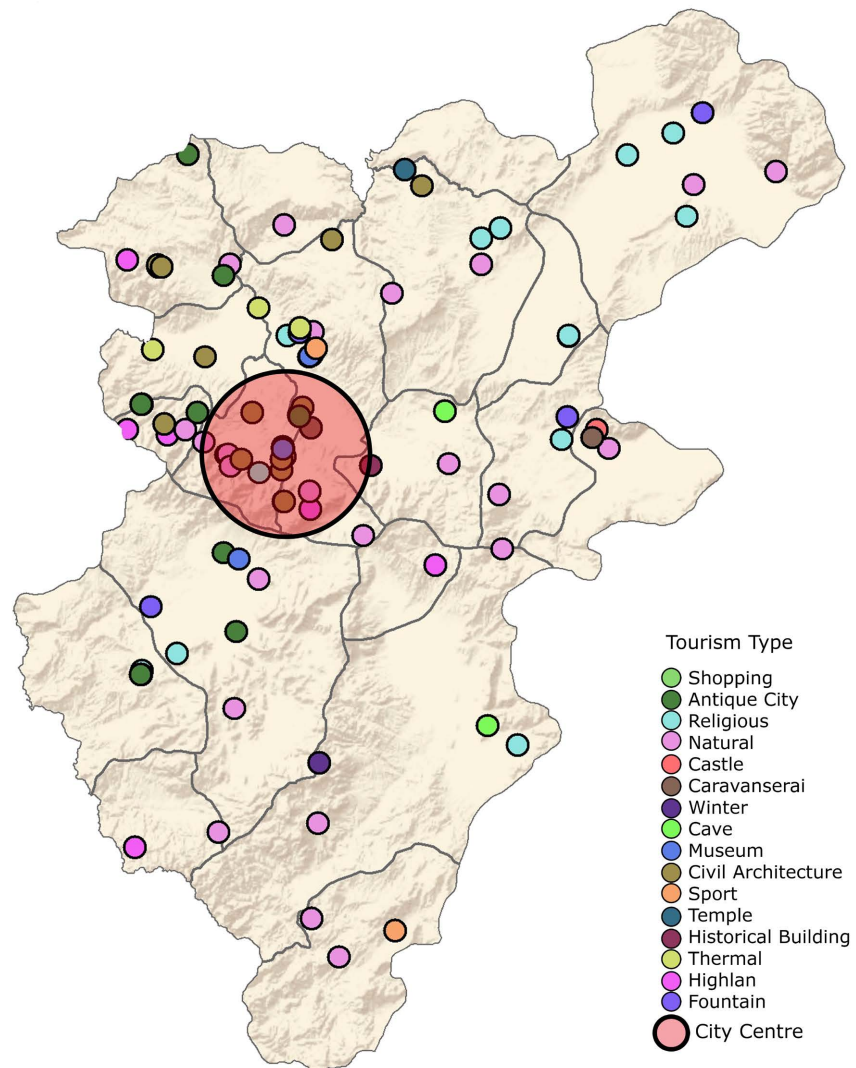 Tourism Type
Shopping
Antique City
Religious
Natural
Castle
Caravanserai
Winter
Cave
Museum
Civil Architecture
Sport
Temple
Historical Building
Thermal
Highlan
Fountain
City Centre